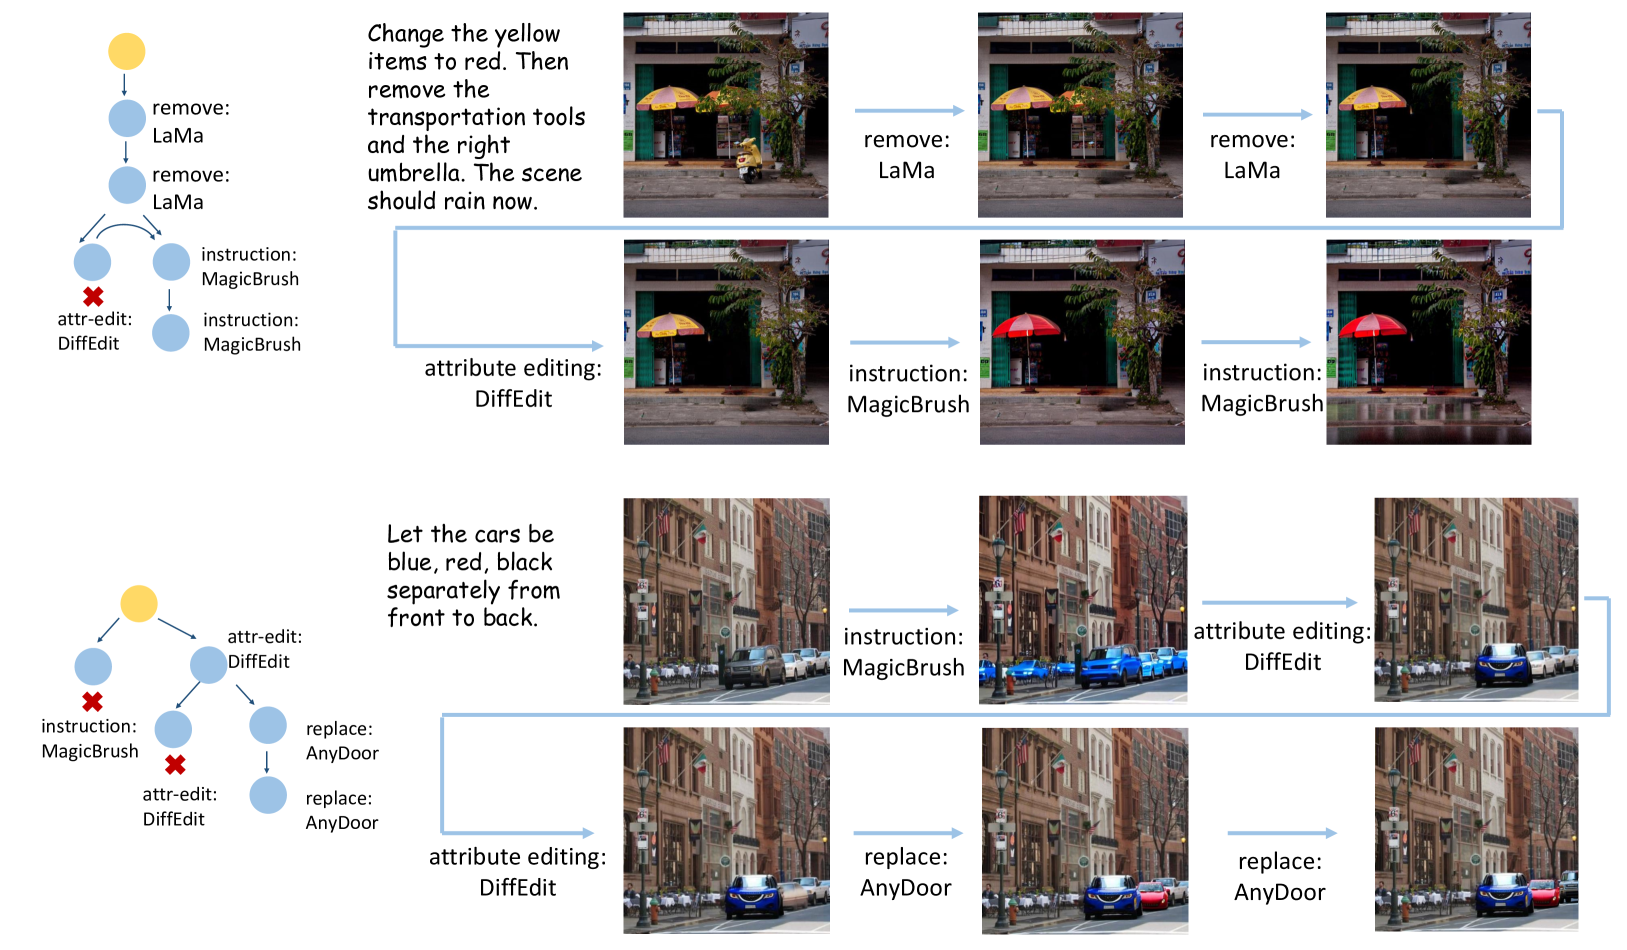 remove:
LaMa
remove:
LaMa
instruction:
MagicBrush
attr-edit:
DiffEdit
instruction:
MagicBrush
Change the yellow
items to red. Then
remove the
transportation tools
and the right
umbrella. The scene
should rain now.
remove:
LaMa
remove:
LaMa
attribute editing:
DiffEdit
instruction:
MagicBrush
instruction:
MagicBrush
attr-edit:
DiffEdit
instruction:
MagicBrush
replace:
AnyDoor
attr-edit:
DiffEdit
replace:
AnyDoor
Let the cars be
blue, red, black
separately from
front to back.
instruction:
MagicBrush
attribute editing:
DiffEdit
attribute editing:
DiffEdit
replace:
AnyDoor
replace:
AnyDoor